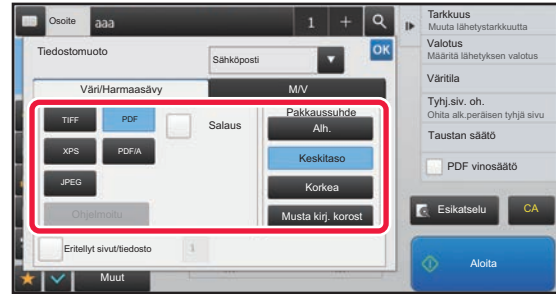 Osoite aaa 1 +
Tiedostomuoto
Sähköposti
OK
Väri/Harmaasävy
M/V
TIFF
PDF
Salaus
XPS
PDF/A
JPEG
Ohjelmoitu
Pakkaussuhde
Alh.
Keskitaso
Korkea
Musta kirj. korost
Eritellyt sivut/tiedosto
1
Muut
Tarkkuus
Muuta lähetystarkkuutta
Valotus
Määritä lähetyksen valotus
Väritila
Tyhj.siv. oh.
Ohita alk.peräisen tyhjä sivu
Taustan säätö
PDF vinosäätö
Esikatselu
CA
Aloita